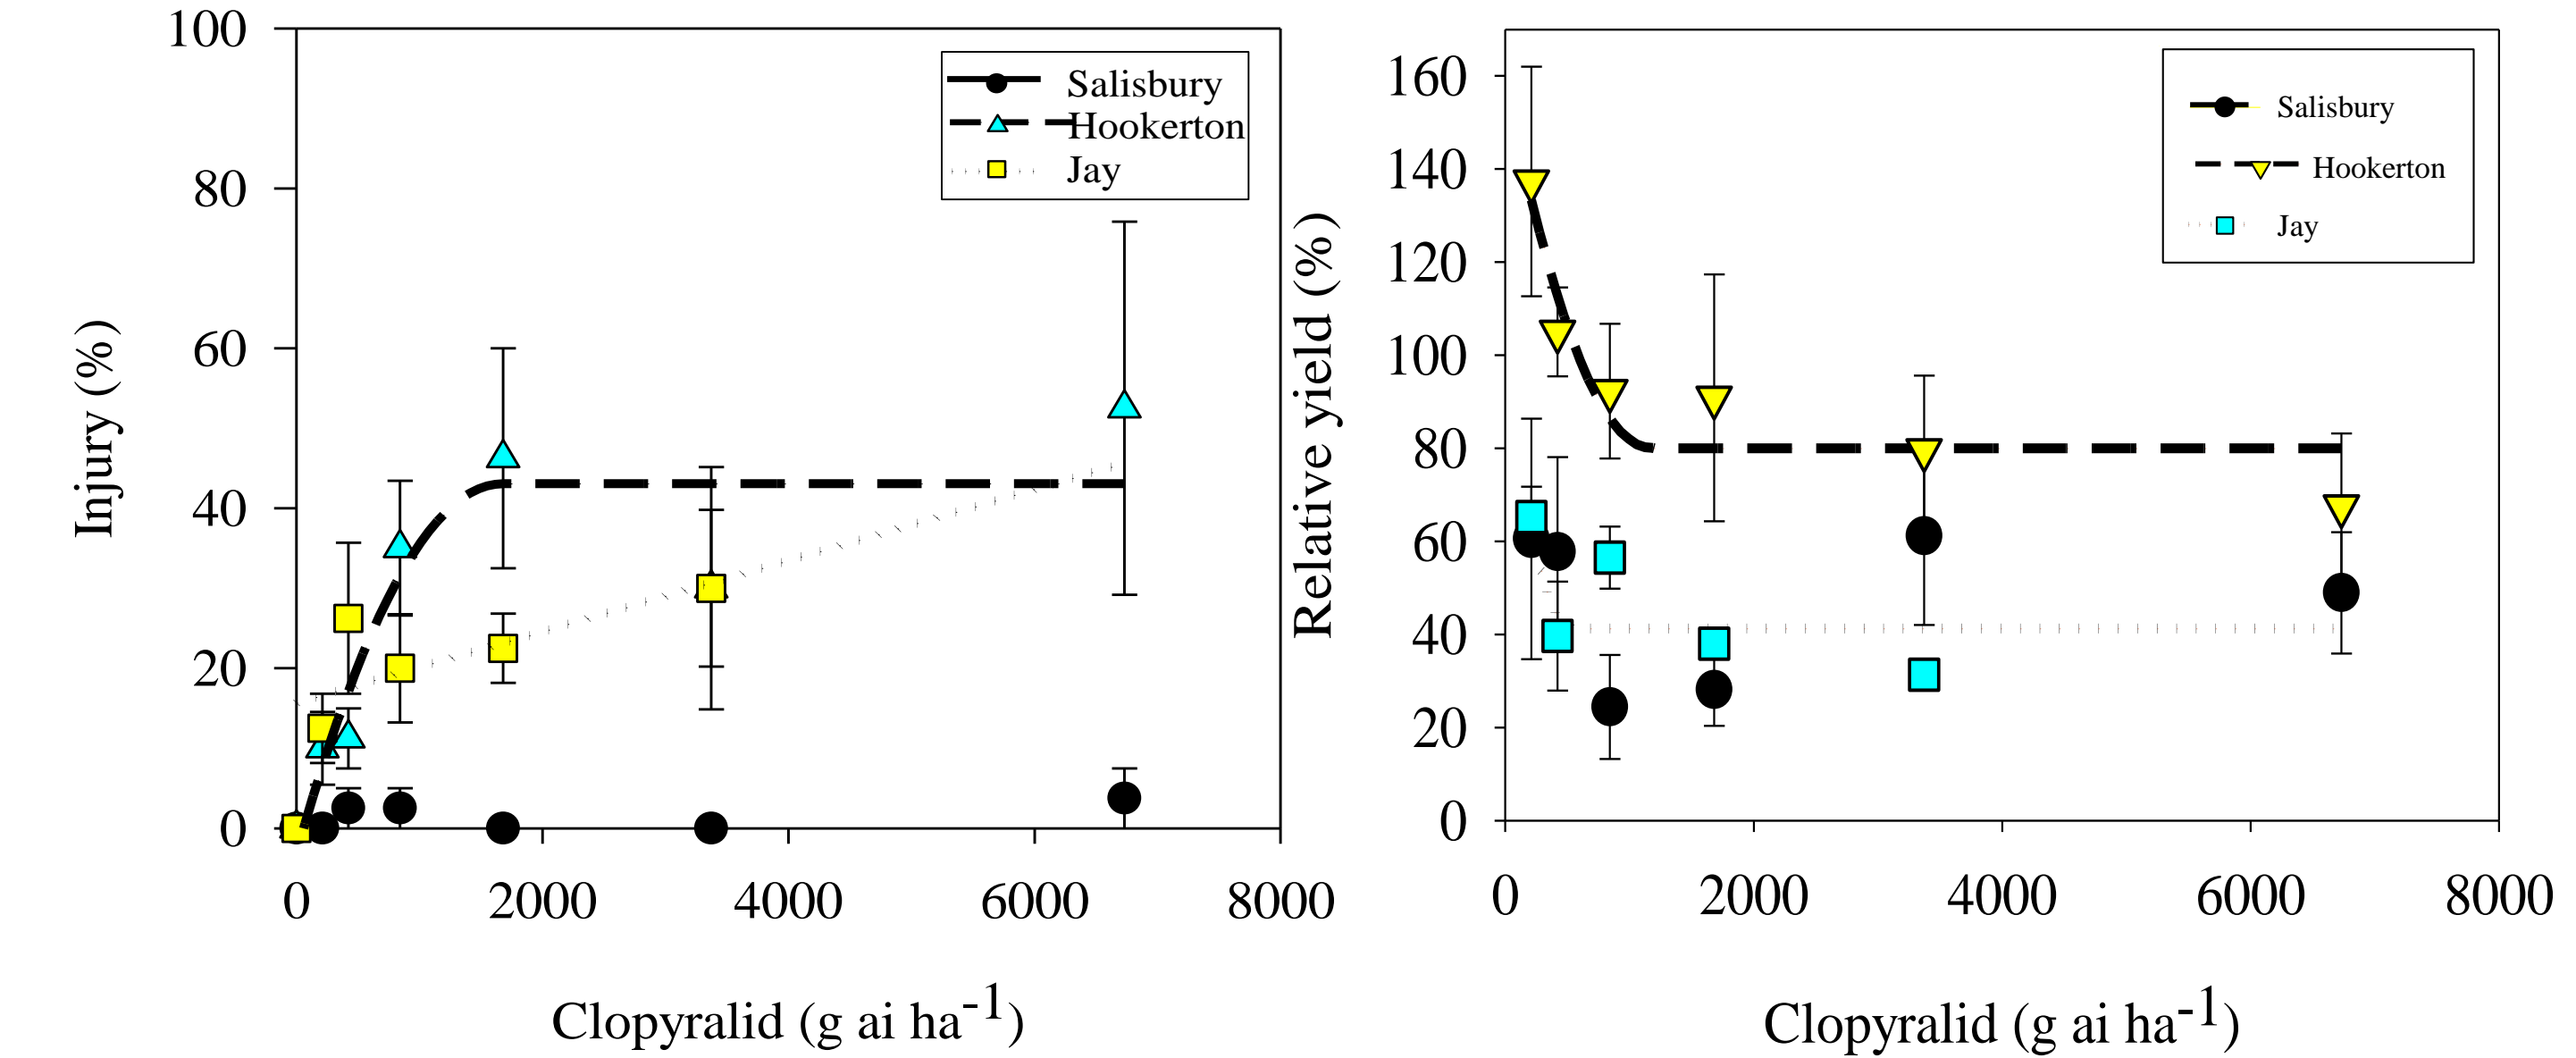 100
80
60
40
20
0
Injury (%)
Salisbury
Hookerton
Jay
0 2000 4000 6000 8000
Clopyralid (g ai ha-1)
160
140
120
100
80
60
40
20
0
Relative yield (%)
Salisbury
Hookerton
Jay
0 2000 4000 6000 8000
Clopyralid (g ai ha-1)